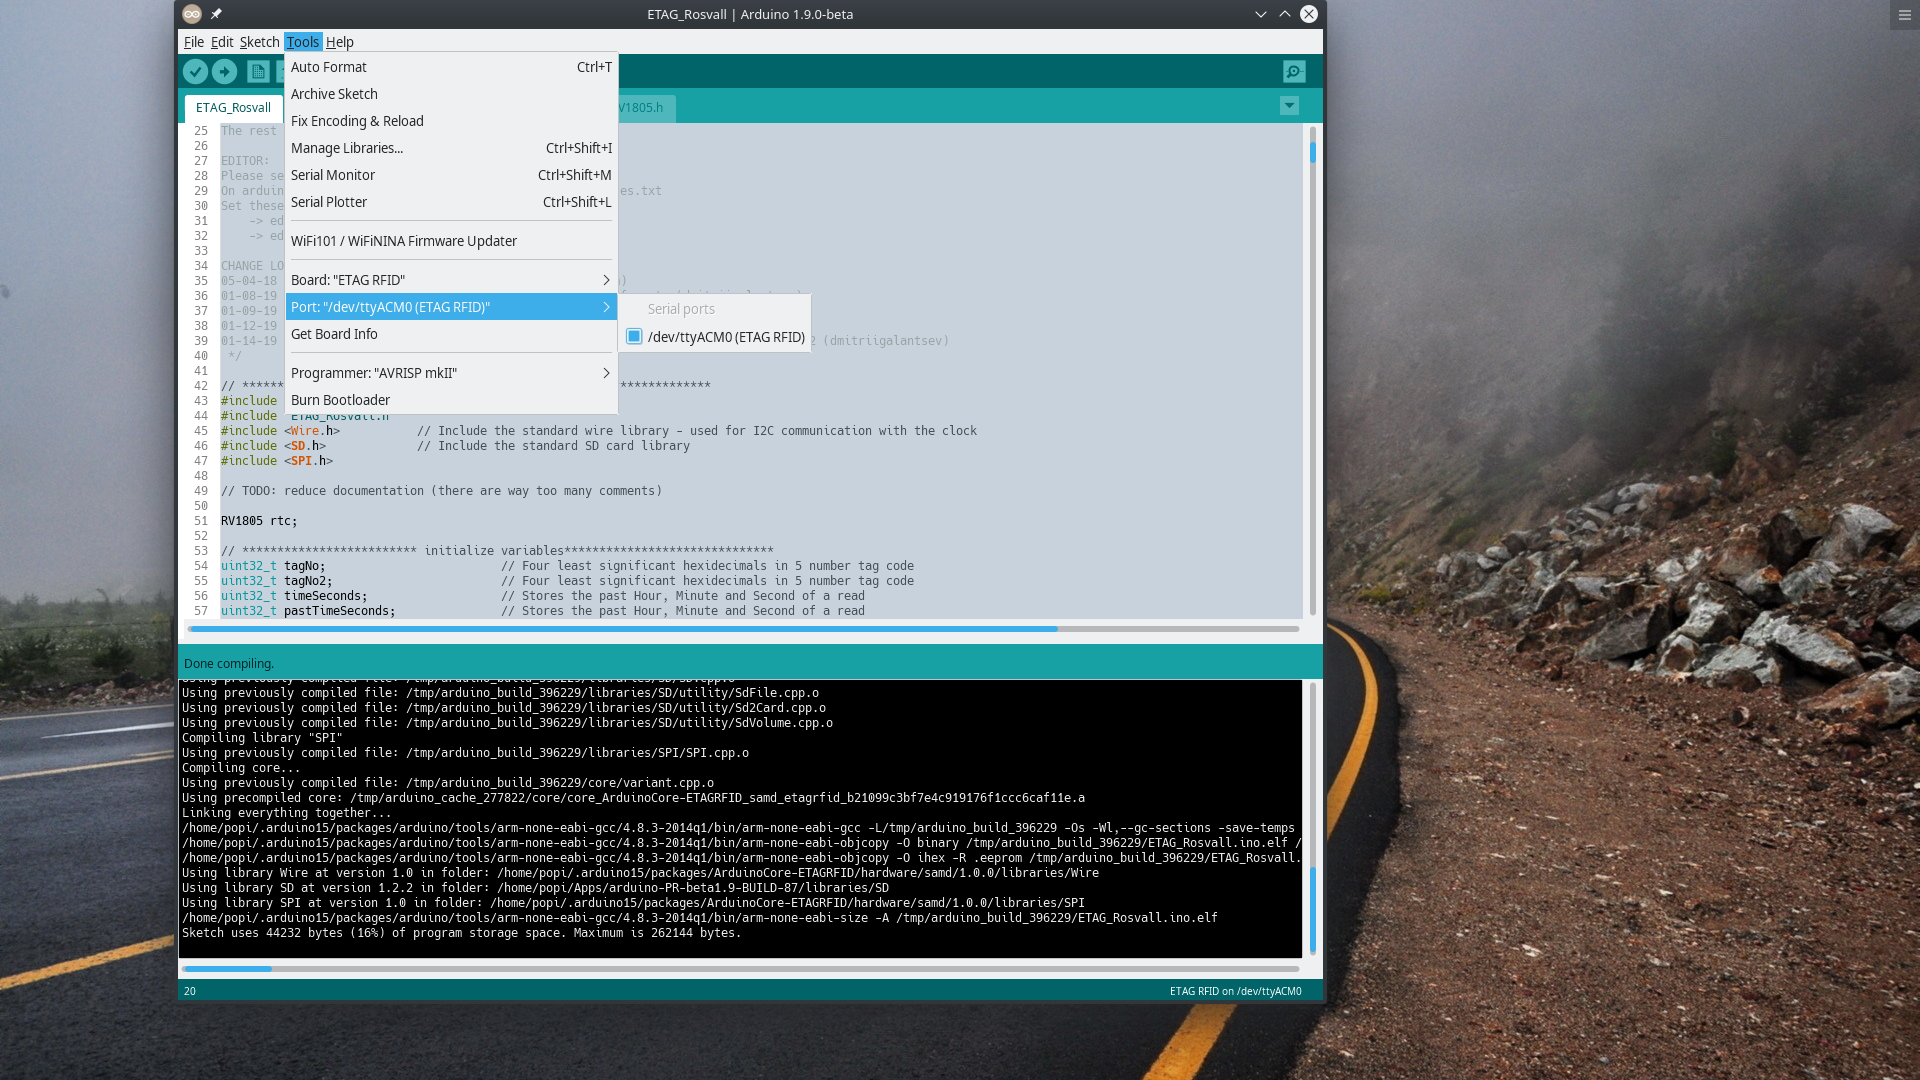 ETAG_Rosvall | Arduino 1.9.0-beta
File Edit Sketch Tools Help
Auto Format Ctrl+T
Archive Sketch
Fix Encoding & Reload
Manage Libraries... Ctrl+Shift+I
Serial Monitor Ctrl+Shift+M
Serial Plotter Ctrl+Shift+L
WiFi101 / WiFiNINA Firmware Updater
Board: "ETAG RFID"
Port: "/dev/ttyACM0 (ETAG RFID)"
Get Board Info
Programmer: "AVRISP mkII"
Burn Bootloader
Serial ports
/dev/ttyACM0 (ETAG RFID)
ETAG_Rosvall V1805.h
25 The rest
26
27 EDITOR:
28 Please se
29 On arduin es.txt
30 Set these
31 -> ed
32 -> ed
33
34 CHANGE LO
35 05-04-18 )
36 01-08-19
37 01-09-19
38 01-12-19
39 01-14-19 2 (dmitriigalantsev)
40 */
41
42 // ****** *************
43 #include
44 #include "ETAG_Rosvall.h"
45 #include <Wire.h> // Include the standard wire library - used for I2C communication with the clock
46 #include <SD.h> // Include the standard SD card library
47 #include <SPI.h>
48
49 // TODO: reduce documentation (there are way too many comments)
50
51 RV1805 rtc;
52
53 // ************************* initialize variables******************************
54 uint32_t tagNo; // Four least significant hexidecimals in 5 number tag code
55 uint32_t tagNo2; // Four least significant hexidecimals in 5 number tag code
56 uint32_t timeSeconds; // Stores the past Hour, Minute and Second of a read
57 uint32_t pastTimeSeconds; // Stores the past Hour, Minute and Second of a read
Done compiling.
Using previously compiled file: /tmp/arduino_build_396229/libraries/SD/SD.cpp.o
Using previously compiled file: /tmp/arduino_build_396229/libraries/SD/utility/SdFile.cpp.o
Using previously compiled file: /tmp/arduino_build_396229/libraries/SD/utility/Sd2Card.cpp.o
Using previously compiled file: /tmp/arduino_build_396229/libraries/SD/utility/SdVolume.cpp.o
Compiling library "SPI"
Using previously compiled file: /tmp/arduino_build_396229/libraries/SPI/SPI.cpp.o
Compiling core...
Using previously compiled file: /tmp/arduino_build_396229/core/variant.cpp.o
Using precompiled core: /tmp/arduino_cache_277822/core/core_ArduinoCore-ETAGRFID_samd_etagrfid_b21099c3bf7e4c919176f1ccc6caf11e.a
Linking everything together...
/home/popi/.arduino15/packages/arduino/tools/arm-none-eabi-gcc/4.8.3-2014q1/bin/arm-none-eabi-gcc -L/tmp/arduino_build_396229 -Os -Wl,--gc-sections -save-temps
/home/popi/.arduino15/packages/arduino/tools/arm-none-eabi-gcc/4.8.3-2014q1/bin/arm-none-eabi-objcopy -O binary /tmp/arduino_build_396229/ETAG_Rosvall.ino.elf /
/home/popi/.arduino15/packages/arduino/tools/arm-none-eabi-gcc/4.8.3-2014q1/bin/arm-none-eabi-objcopy -O ihex -R .eeprom /tmp/arduino_build_396229/ETAG_Rosvall.
Using library Wire at version 1.0 in folder: /home/popi/.arduino15/packages/ArduinoCore-ETAGRFID/hardware/samd/1.0.0/libraries/Wire
Using library SD at version 1.2.2 in folder: /home/popi/Apps/arduino-PR-beta1.9-BUILD-87/libraries/SD
Using library SPI at version 1.0 in folder: /home/popi/.arduino15/packages/ArduinoCore-ETAGRFID/hardware/samd/1.0.0/libraries/SPI
/home/popi/.arduino15/packages/arduino/tools/arm-none-eabi-gcc/4.8.3-2014q1/bin/arm-none-eabi-size -A /tmp/arduino_build_396229/ETAG_Rosvall.ino.elf
Sketch uses 44232 bytes (16%) of program storage space. Maximum is 262144 bytes.
20 ETAG RFID on /dev/ttyACM0